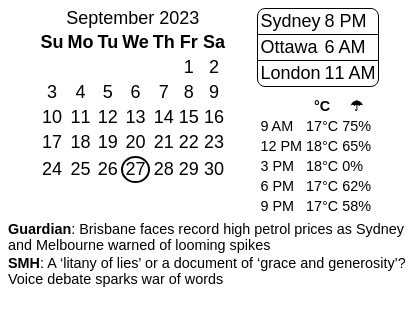 September 2023
Su Mo Tu We Th Fr Sa
1 2
3 4 5 6 7 8 9
10 11 12 13 14 15 16
17 18 19 20 21 22 23
24 25 26 27 28 29 30
Sydney 8 PM
Ottawa 6 AM
London 11 AM
°C ☂
9 AM 17°C 75%
12 PM 18°C 65%
3 PM 18°C 0%
6 PM 17°C 62%
9 PM 17°C 58%
Guardian: Brisbane faces record high petrol prices as Sydney
and Melbourne warned of looming spikes
SMH: A ‘litany of lies’ or a document of ‘grace and generosity’?
Voice debate sparks war of words